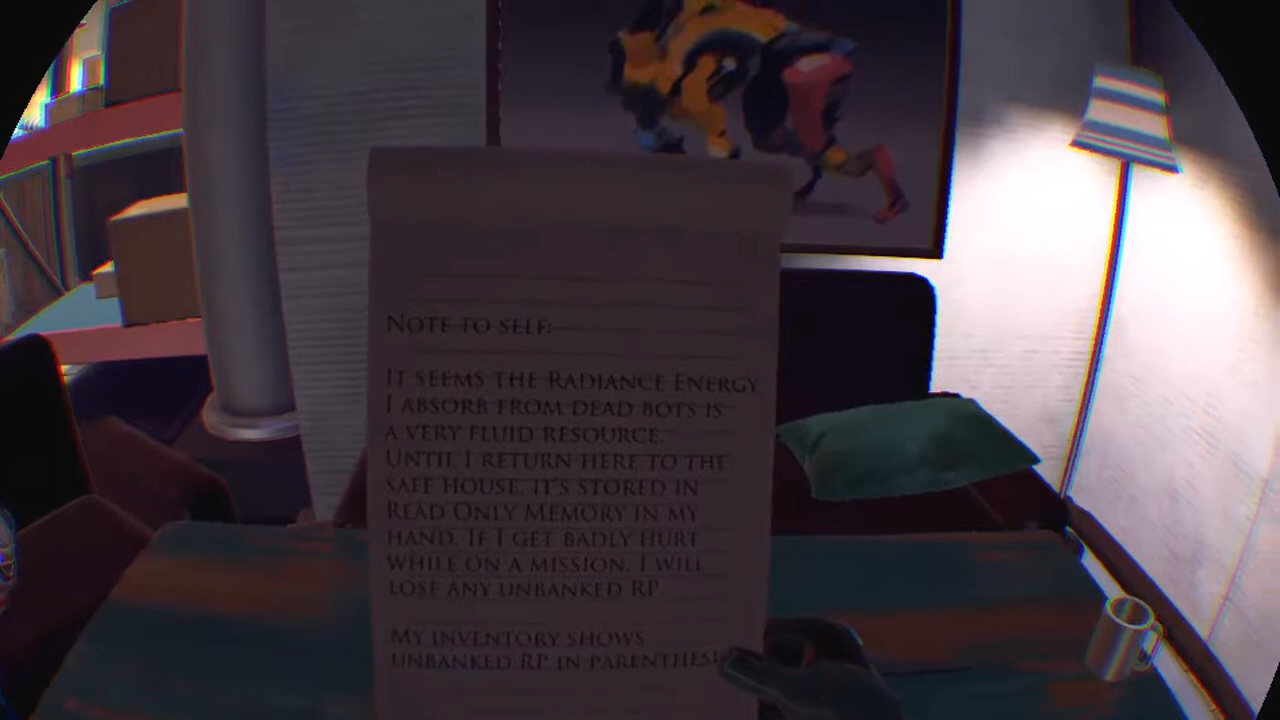 NOTE TO SELF:
IT SEEMS THE RADIANCE ENERGY
I ABSORB FROM DEAD BOTS IS
A VERY FLUID RESOURCE.
UNTIL I RETURN HERE TO THE
SAFE HOUSE, IT'S STORED IN
READ ONLY MEMORY IN MY
HAND. IF I GET BADLY HURT
WHILE ON A MISSION, I WILL
LOSE ANY UNBANKED RP.
MY INVENTORY SHOWS
UNBANKED RP IN PARENTHESI